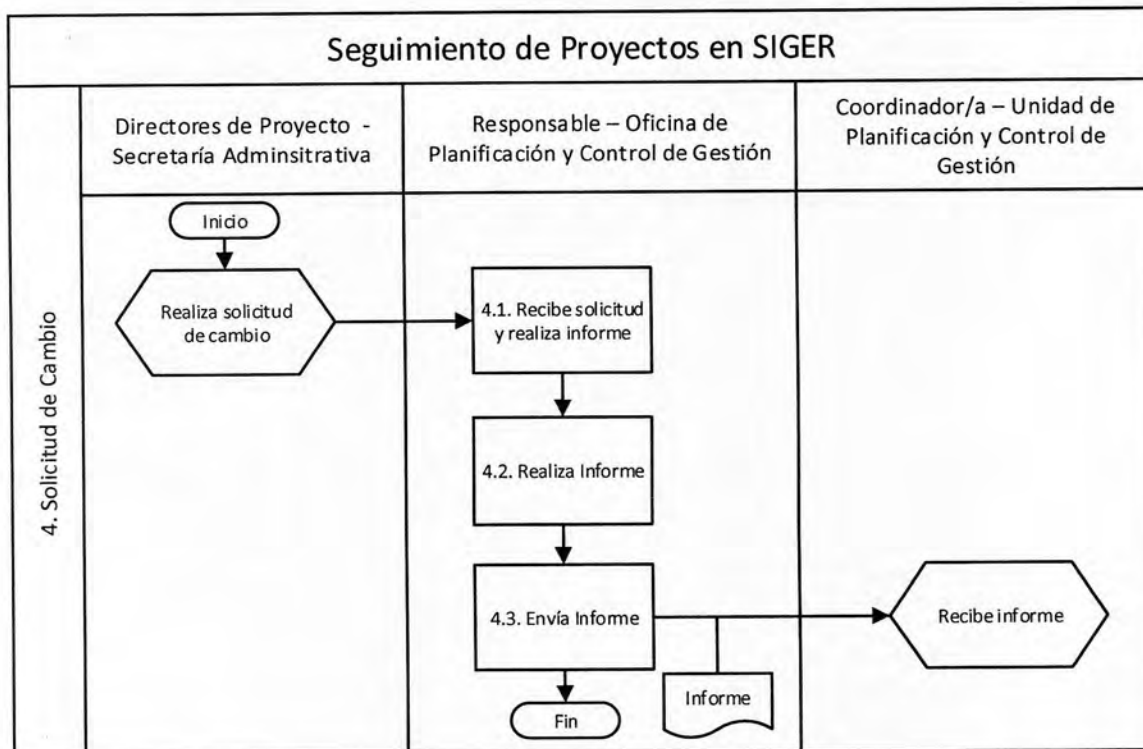 Seguimiento de Proyectos en SIGER
Directores de Proyecto -
Secretaría Adminsitrativa
Responsable – Oficina de
Planificación y Control de Gestión
Coordinador/a – Unidad de
Planificación y Control de
Gestión
4. Solicitud de Cambio
Inicio
Realiza solicitud
de cambio
4.1. Recibe solicitud
y realiza informe
4.2. Realiza Informe
4.3. Envía Informe
Recibe informe
Informe
Fin